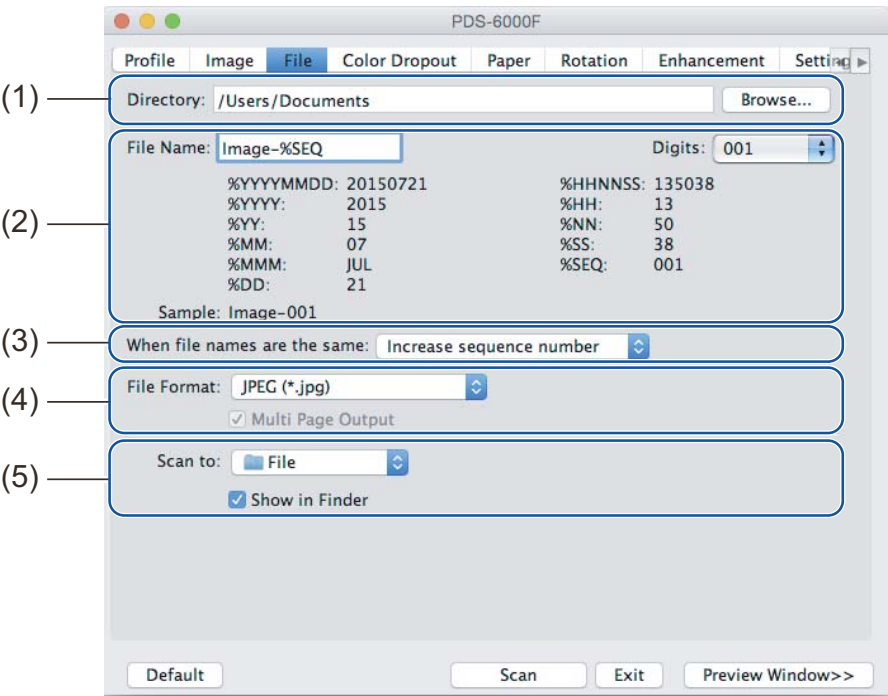 PDS-6000F
Profile Image File Color Dropout Paper Rotation Enhancement
(1) Directory: /Users/Documents Browse...
File Name: Image-%SEQ Digits: 001
%YYYYMMDD: 20150721 %HHNNSS: 135038
%YYYY: 2015 %HH: 13
(2) %YY: 15 %NN: 50
%MM: 07 %SS: 38
%MMM: JUL %SEQ: 001
%DD: 21
Sample: Image-001
(3) When file names are the same: Increase sequence number
(4) File Format: JPEG (*.jpg)
Multi Page Output
(5) Scan to: File
Show in Finder
Default Scan Exit Preview Window>>